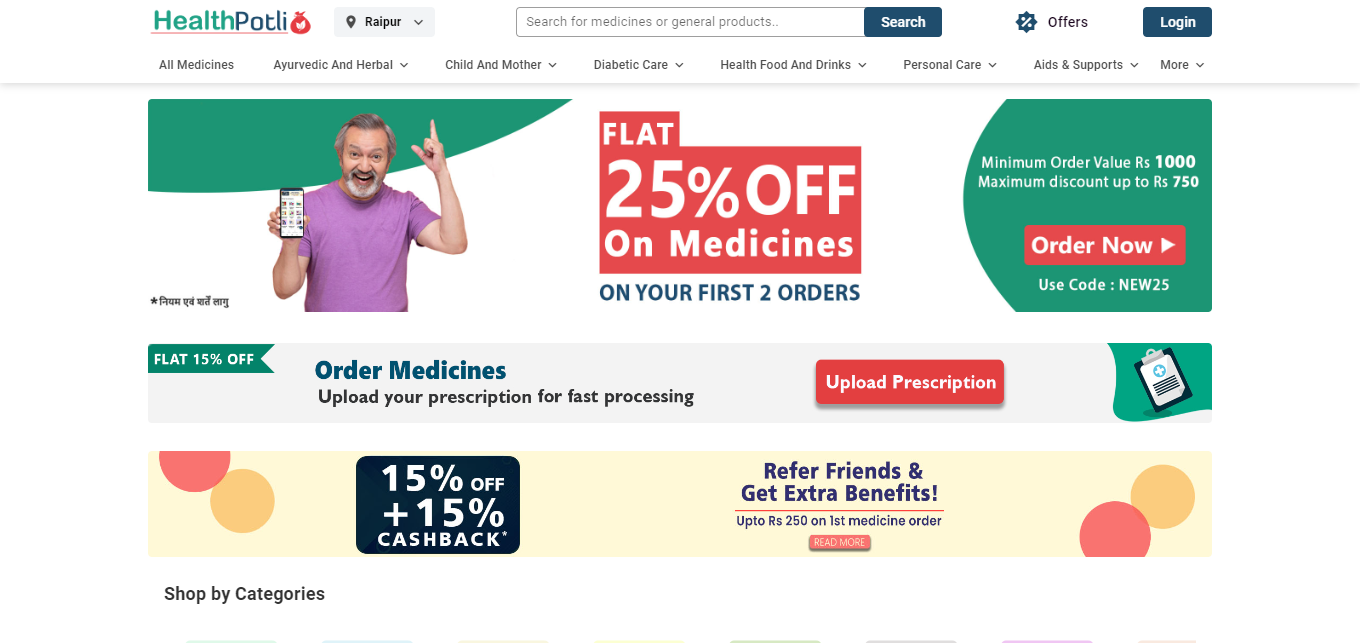 HealthPotli
Raipur
Search for medicines or general products..
Search
Offers
Login
All Medicines
Ayurvedic And Herbal
Child And Mother
Diabetic Care
Health Food And Drinks
Personal Care
Aids & Supports
More
*नियम एवं शर्तें लागु
FLAT
25% OFF
On Medicines
ON YOUR FIRST 2 ORDERS
Minimum Order Value Rs 1000
Maximum discount up to Rs 750
Order Now
Use Code : NEW25
FLAT 15% OFF
Order Medicines
Upload your prescription for fast processing
Upload Prescription
15% OFF
+15%
CASHBACK*
Refer Friends &
Get Extra Benefits!
Upto Rs 250 on 1st medicine order
READ MORE
Shop by Categories